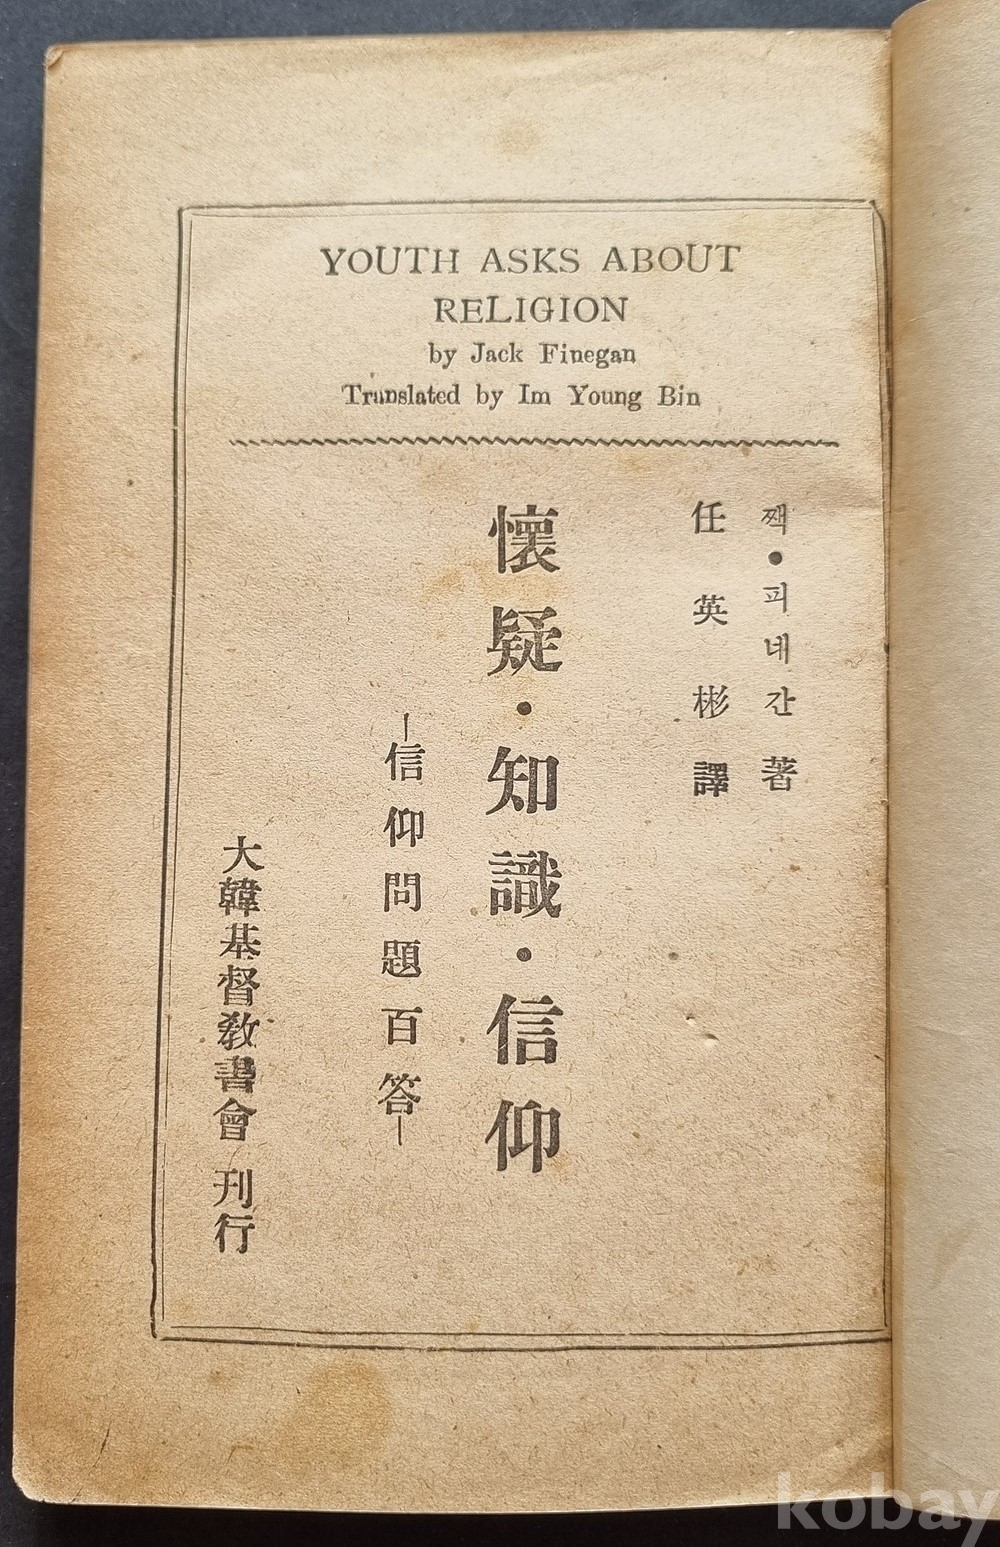 YOUTH ASKS ABOUT
RELIGION
by Jack Finegan
Translated by Im Young Bin
짹·피네간 著
任英彬 譯
懷疑·知識·信仰
—信仰問題百答—
大韓基督敎書會 刊行
kobay